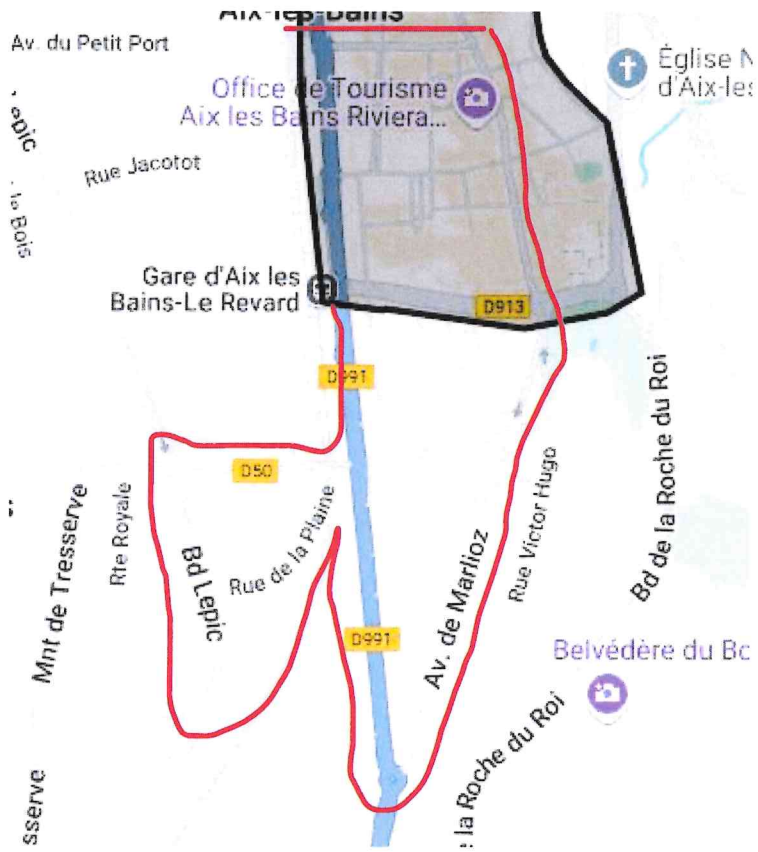 Aix-les-Bains
Av. du Petit Port
Église N
d'Aix-les
Office de Tourisme
Aix les Bains Riviera...
Lepic
Rue Jacotot
Bois
Gare d'Aix les
Bains-Le Revard
D913
D991
Bd de la Roche du Roi
D50
Rue Victor Hugo
Mnt de Tresserve
Rte Royale
Rue de la Plaine
Bd Lepic
Av. de Marlioz
D991
Belvédère du Bo
la Roche du Roi
sserve